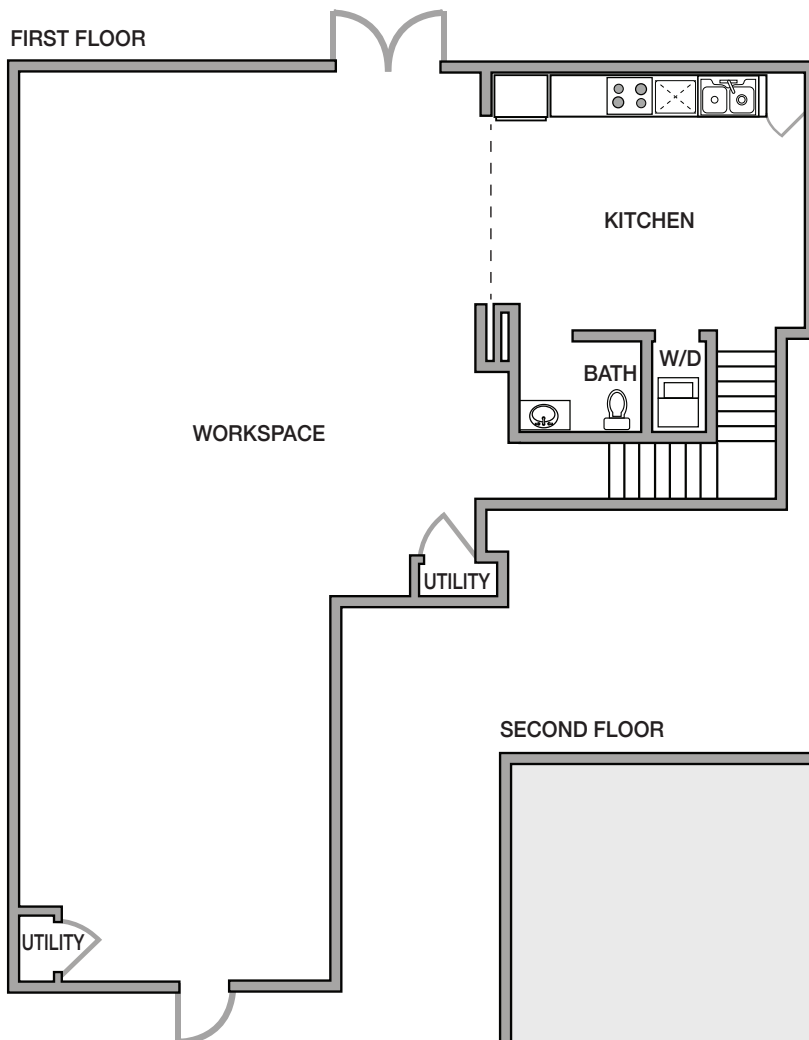 FIRST FLOOR
KITCHEN
W/D
BATH
WORKSPACE
UTILITY
SECOND FLOOR
UTILITY